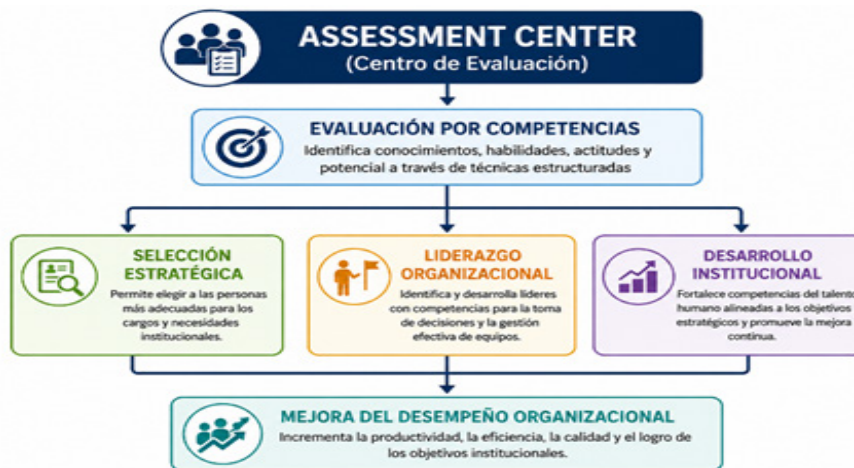 ASSESSMENT CENTER
(Centro de Evaluación)
EVALUACIÓN POR COMPETENCIAS
Identifica conocimientos, habilidades, actitudes y
potencial a través de técnicas estructuradas
SELECCIÓN
ESTRATÉGICA
Permite elegir a las personas
más adecuadas para los
cargos y necesidades
institucionales.
LIDERAZGO
ORGANIZACIONAL
Identifica y desarrolla líderes
con competencias para la toma
de decisiones y la gestión
efectiva de equipos.
DESARROLLO
INSTITUCIONAL
Fortalece competencias del talento
humano alineadas a los objetivos
estratégicos y promueve la mejora
continua.
MEJORA DEL DESEMPEÑO ORGANIZACIONAL
Incrementa la productividad, la eficiencia, la calidad y el logro de
los objetivos institucionales.